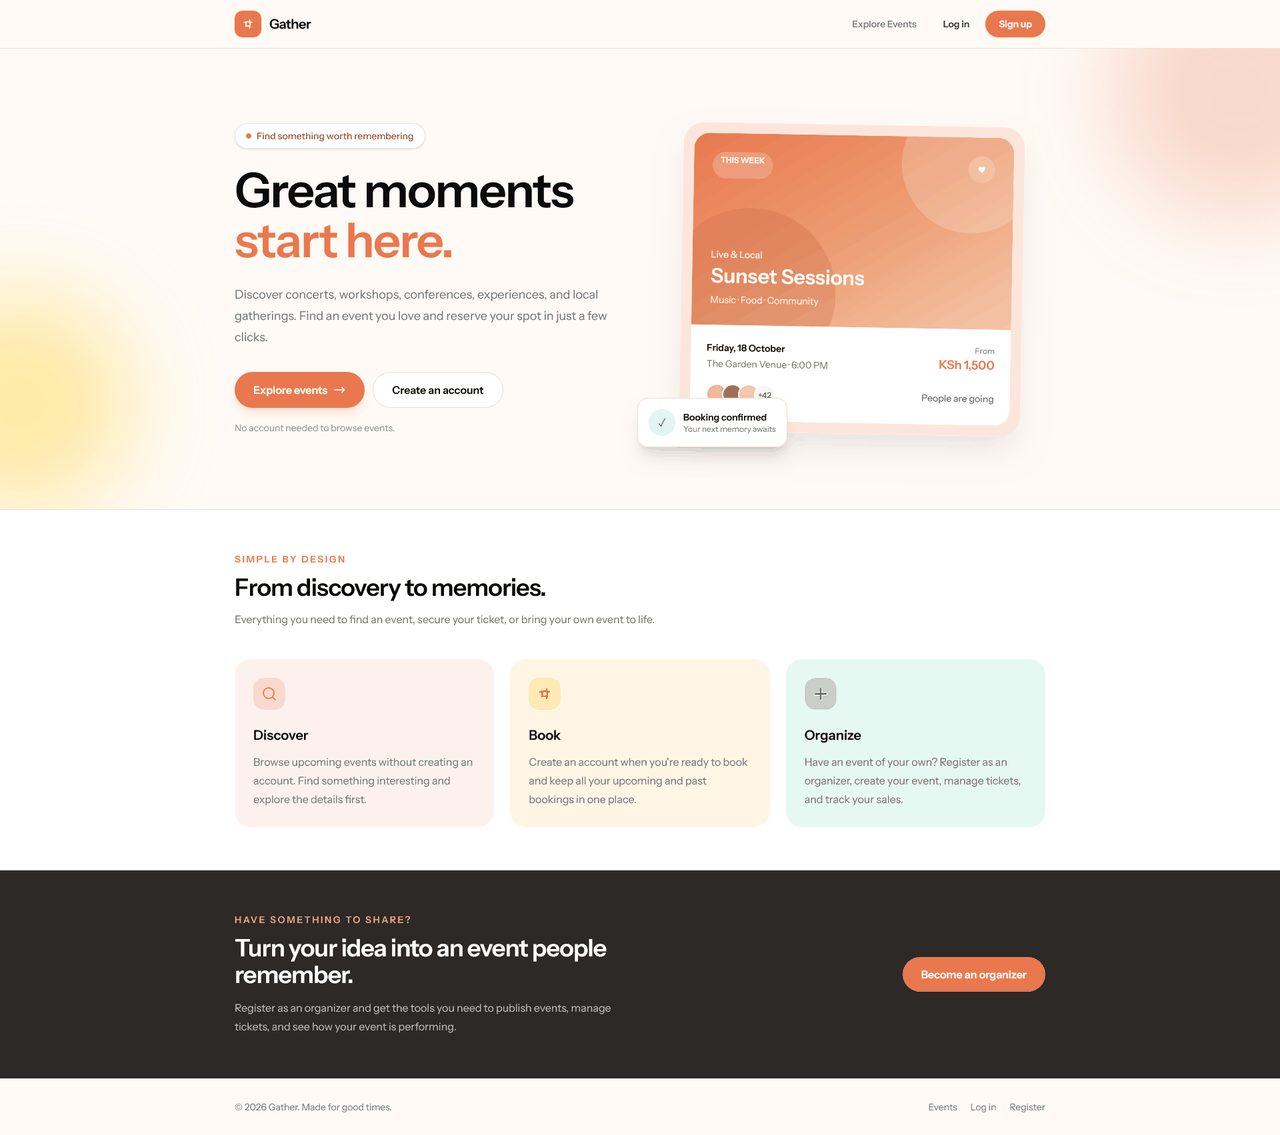 Gather
Explore Events
Log in
Sign up
Find something worth remembering
Great moments
start here.
Discover concerts, workshops, conferences, experiences, and local
gatherings. Find an event you love and reserve your spot in just a few
clicks.
Explore events →
Create an account
No account needed to browse events.
THIS WEEK
Live & Local
Sunset Sessions
Music · Food · Community
Friday, 18 October
The Garden Venue · 6:00 PM
From
KSh 1,500
+42
People are going
✓
Booking confirmed
Your next memory awaits
SIMPLE BY DESIGN
From discovery to memories.
Everything you need to find an event, secure your ticket, or bring your own event to life.
Discover
Browse upcoming events without creating an
account. Find something interesting and
explore the details first.
Book
Create an account when you're ready to book
and keep all your upcoming and past
bookings in one place.
Organize
Have an event of your own? Register as an
organizer, create your event, manage tickets,
and track your sales.
HAVE SOMETHING TO SHARE?
Turn your idea into an event people
remember.
Register as an organizer and get the tools you need to publish events, manage
tickets, and see how your event is performing.
Become an organizer
© 2026 Gather. Made for good times.
Events
Log in
Register